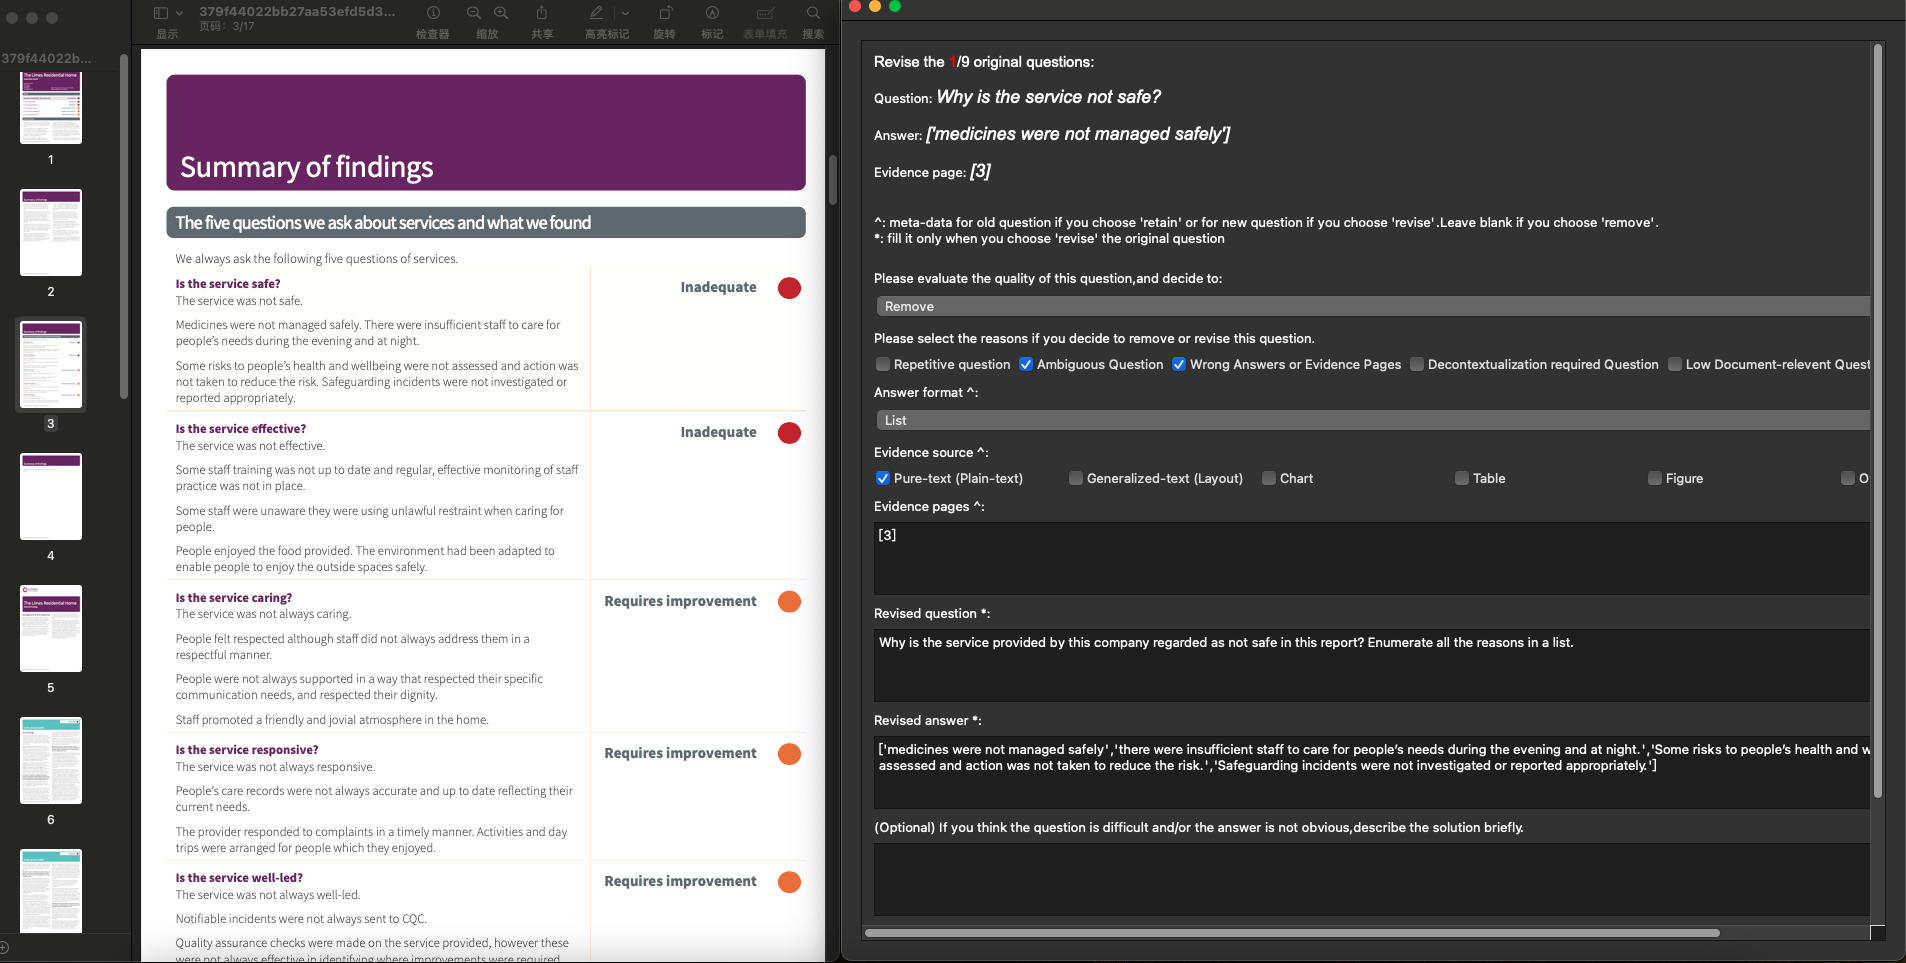 379f44022b...
1
2
3
4
5
6
379f44022bb27aa53efd5d3...
页码：3/17
显示
检查器
缩放
共享
高亮标记
旋转
标记
表单填充
搜索
Summary of findings
The five questions we ask about services and what we found
We always ask the following five questions of services.
Is the service safe?
The service was not safe.
Medicines were not managed safely. There were insufficient staff to care for
people's needs during the evening and at night.
Some risks to people's health and wellbeing were not assessed and action was
not taken to reduce the risk. Safeguarding incidents were not investigated or
reported appropriately.
Inadequate
Is the service effective?
The service was not effective.
Some staff training was not up to date and regular, effective monitoring of staff
practice was not in place.
Some staff were unaware they were using unlawful restraint when caring for
people.
People enjoyed the food provided. The environment had been adapted to
enable people to enjoy the outside spaces safely.
Inadequate
Is the service caring?
The service was not always caring.
People felt respected although staff did not always address them in a
respectful manner.
People were not always supported in a way that respected their specific
communication needs, and respected their dignity.
Staff promoted a friendly and jovial atmosphere in the home.
Requires improvement
Is the service responsive?
The service was not always responsive.
People's care records were not always accurate and up to date reflecting their
current needs.
The provider responded to complaints in a timely manner. Activities and day
trips were arranged for people which they enjoyed.
Requires improvement
Is the service well-led?
The service was not always well-led.
Notifiable incidents were not always sent to CQC.
Quality assurance checks were made on the service provided, however these
were not always effective in identifying where improvements were required.
Requires improvement
Revise the 1/9 original questions:
Question: Why is the service not safe?
Answer: ['medicines were not managed safely']
Evidence page: [3]
^: meta-data for old question if you choose 'retain' or for new question if you choose 'revise'.Leave blank if you choose 'remove'.
*: fill it only when you choose 'revise' the original question
Please evaluate the quality of this question,and decide to:
Remove
Please select the reasons if you decide to remove or revise this question.
Repetitive question Ambiguous Question Wrong Answers or Evidence Pages Decontextualization required Question Low Document-relevent Quest
Answer format ^:
List
Evidence source ^:
Pure-text (Plain-text) Generalized-text (Layout) Chart Table Figure O
Evidence pages ^:
[3]
Revised question *:
Why is the service provided by this company regarded as not safe in this report? Enumerate all the reasons in a list.
Revised answer *:
['medicines were not managed safely','there were insufficient staff to care for people's needs during the evening and at night.','Some risks to people's health and w
assessed and action was not taken to reduce the risk.','Safeguarding incidents were not investigated or reported appropriately.']
(Optional) If you think the question is difficult and/or the answer is not obvious,describe the solution briefly.